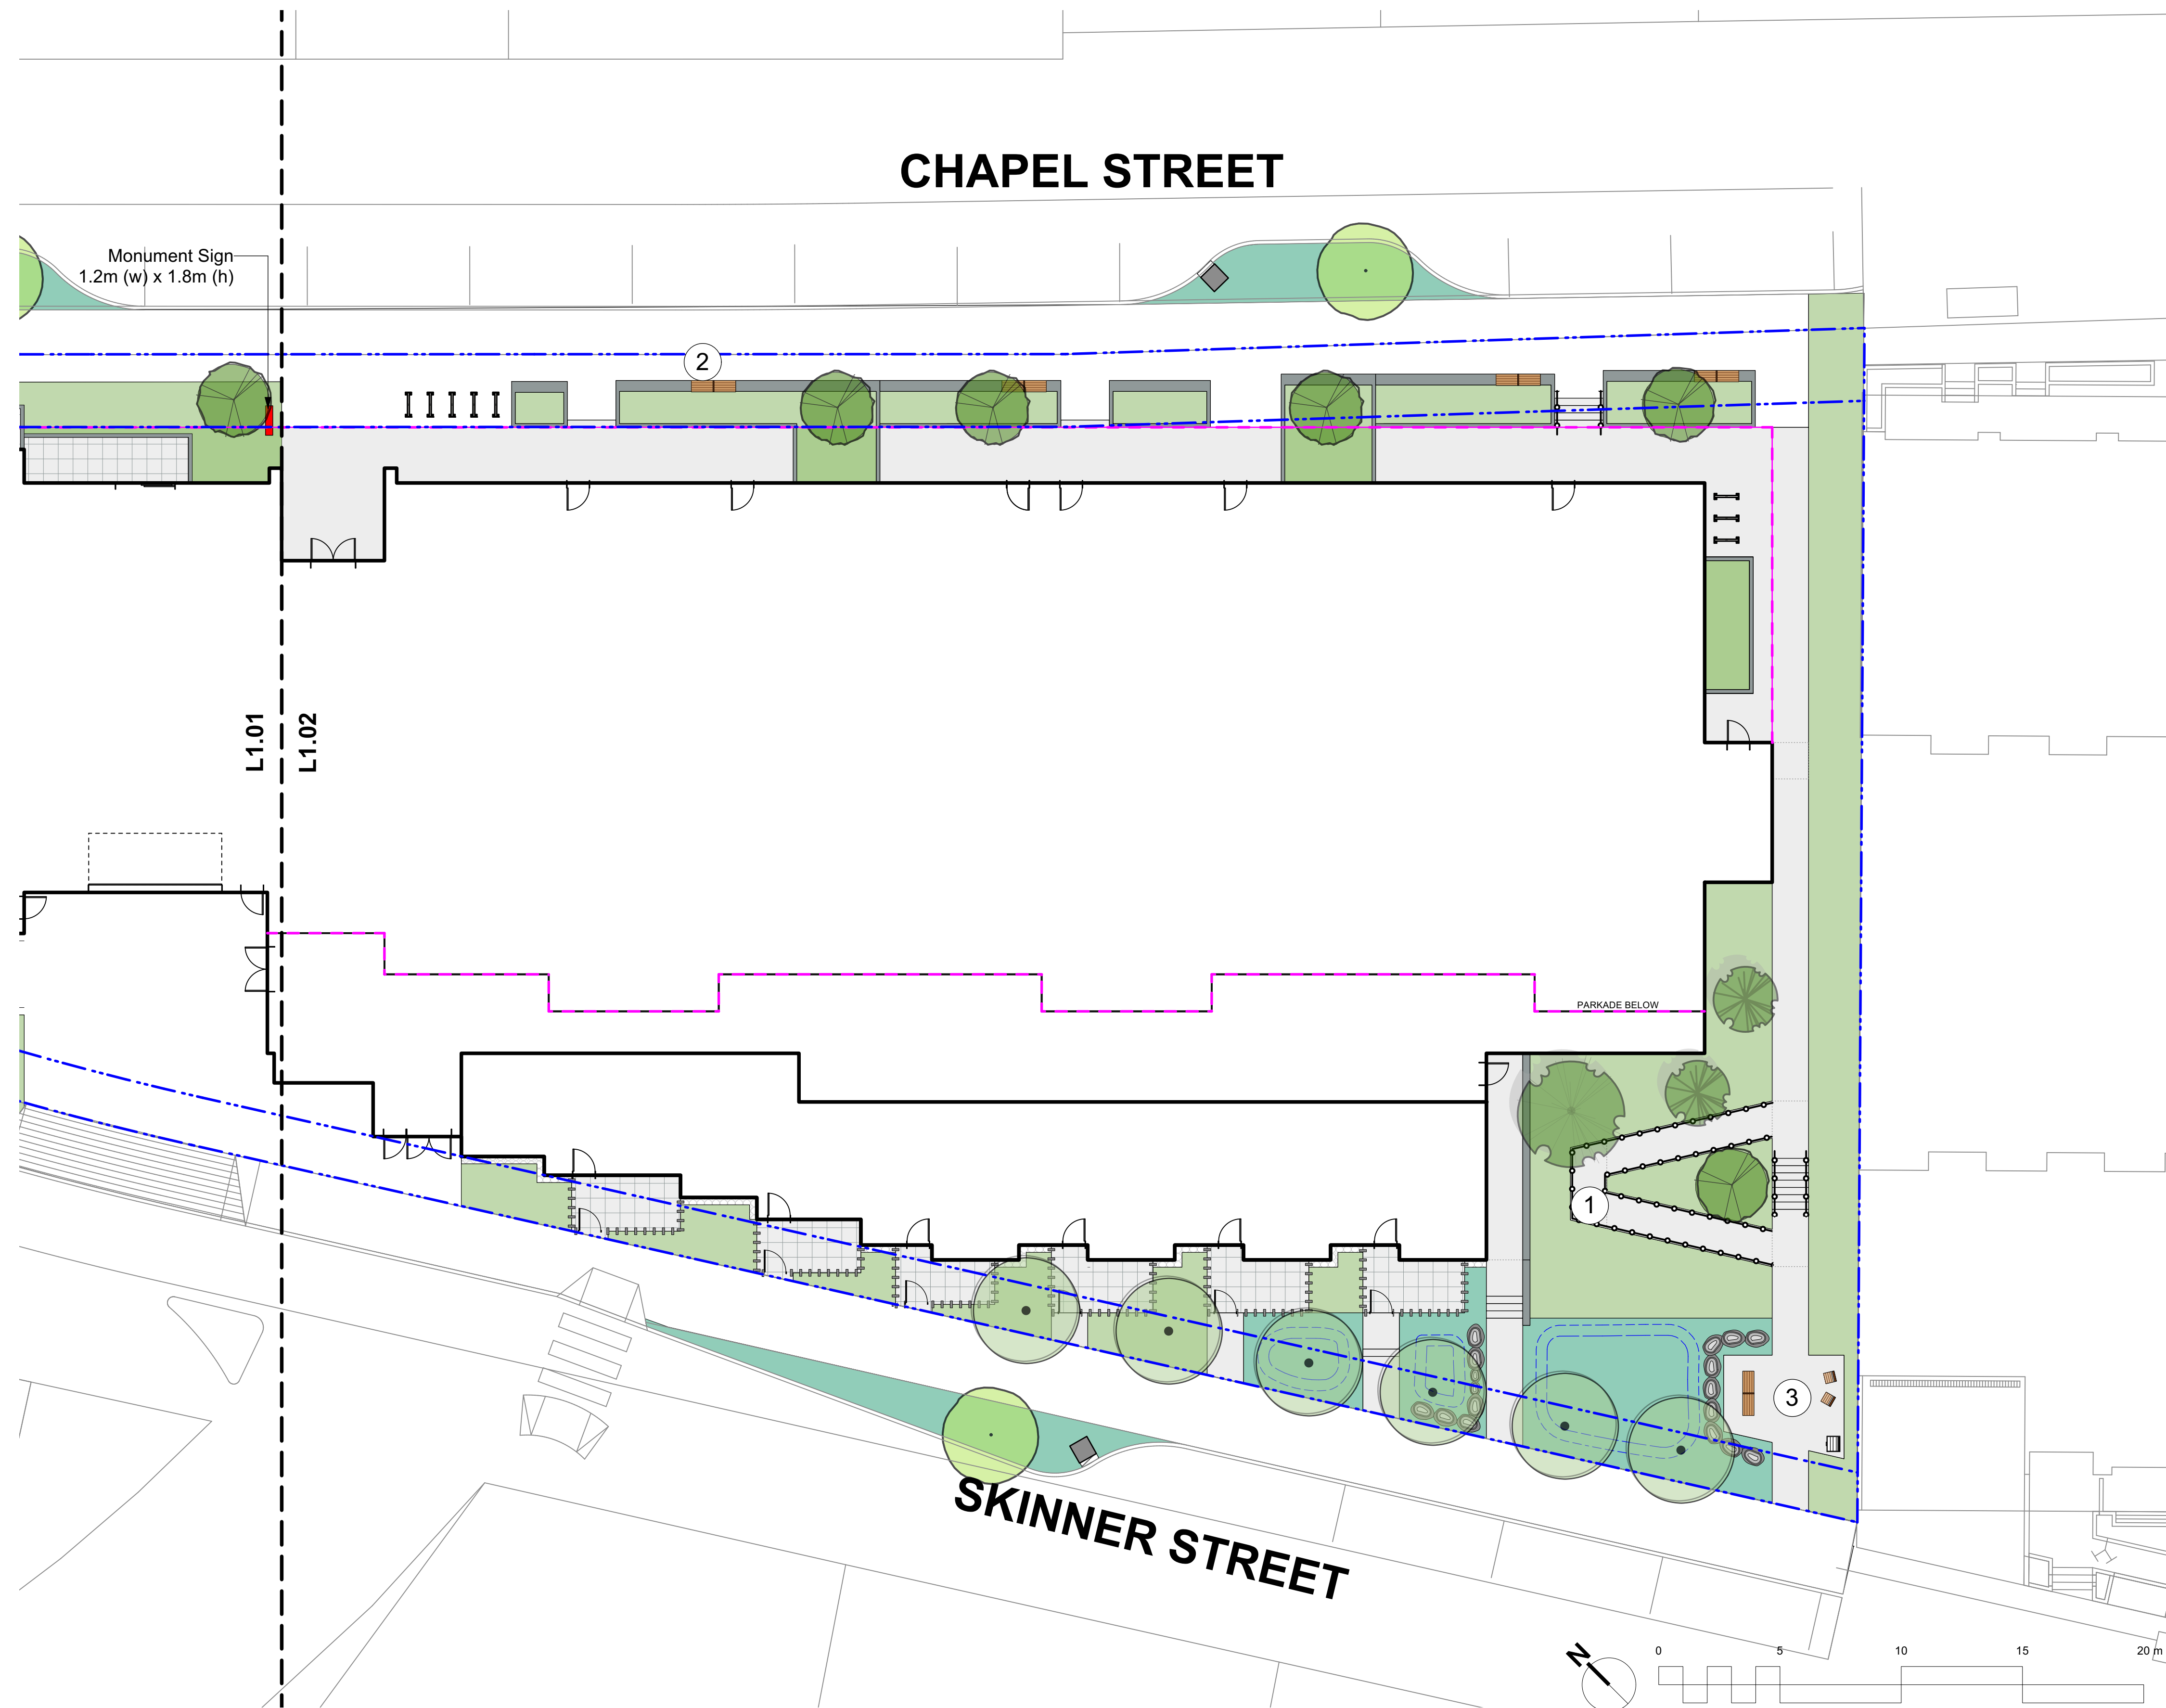 CHAPEL STREET
Monument Sign
1.2m (w) x 1.8m (h)
2
L1.01
L1.02
PARKADE BELOW
1
3
SKINNER STREET
N
0 5 10 15 20 m